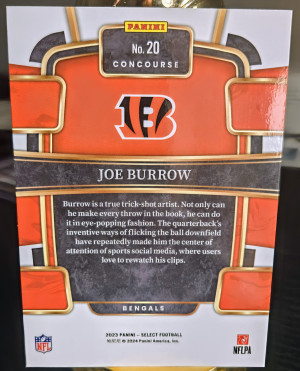 PANINI
No. 20
CONCOURSE
B
JOE BURROW
Burrow is a true trick-shot artist. Not only can
he make every throw in the book, he can do
it in eye-popping fashion. The quarterback's
inventive ways of flicking the ball downfield
have repeatedly made him the center of
attention of sports social media, where users
love to rewatch his clips.
BENGALS
2023 PANINI - SELECT FOOTBALL
© 2024 Panini America, Inc.
NFL
NFLPA